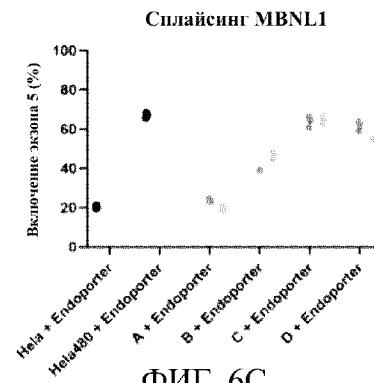 Сплайсинг MBNL1
Включение экзона 5 (%)
100
80
60
40
20
0
Hela + Endoporter
Hela480 + Endoporter
A + Endoporter
B + Endoporter
C + Endoporter
D + Endoporter
ФИГ. 6C